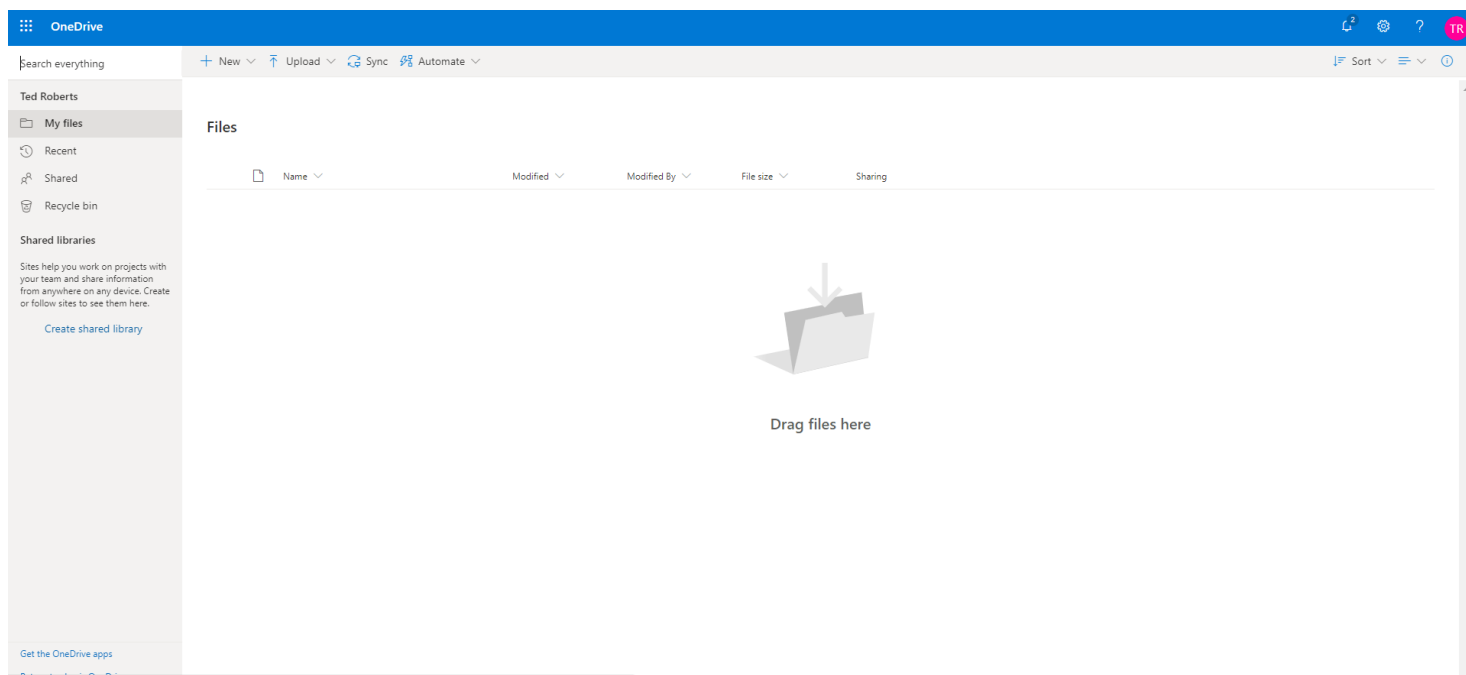 OneDrive
2
?
TR
Search everything
New
Upload
Sync
Automate
Sort
Ted Roberts
My files
Recent
Shared
Recycle bin
Shared libraries
Sites help you work on projects with
your team and share information
from anywhere on any device. Create
or follow sites to see them here.
Create shared library
Files
Name
Modified
Modified By
File size
Sharing
Drag files here
Get the OneDrive apps